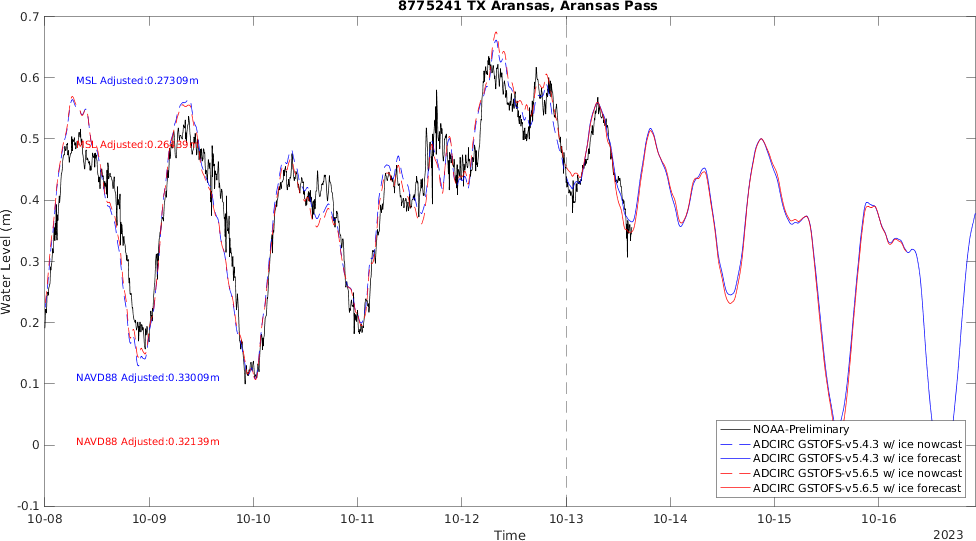 8775241 TX Aransas, Aransas Pass
0.7
0.6
0.5
0.4
0.3
0.2
0.1
0
-0.1
Water Level (m)
MSL Adjusted:0.27309m
MSL
NAVD88 Adjusted:0.33009m
NAVD88 Adjusted:0.32139m
NOAA-Preliminary
ADCIRC GSTOFS-v5.4.3 w/ ice nowcast
ADCIRC GSTOFS-v5.4.3 w/ ice forecast
ADCIRC GSTOFS-v5.6.5 w/ ice nowcast
ADCIRC GSTOFS-v5.6.5 w/ ice forecast
10-08 10-09 10-10 10-11 10-12 10-13 10-14 10-15 10-16
Time
2023